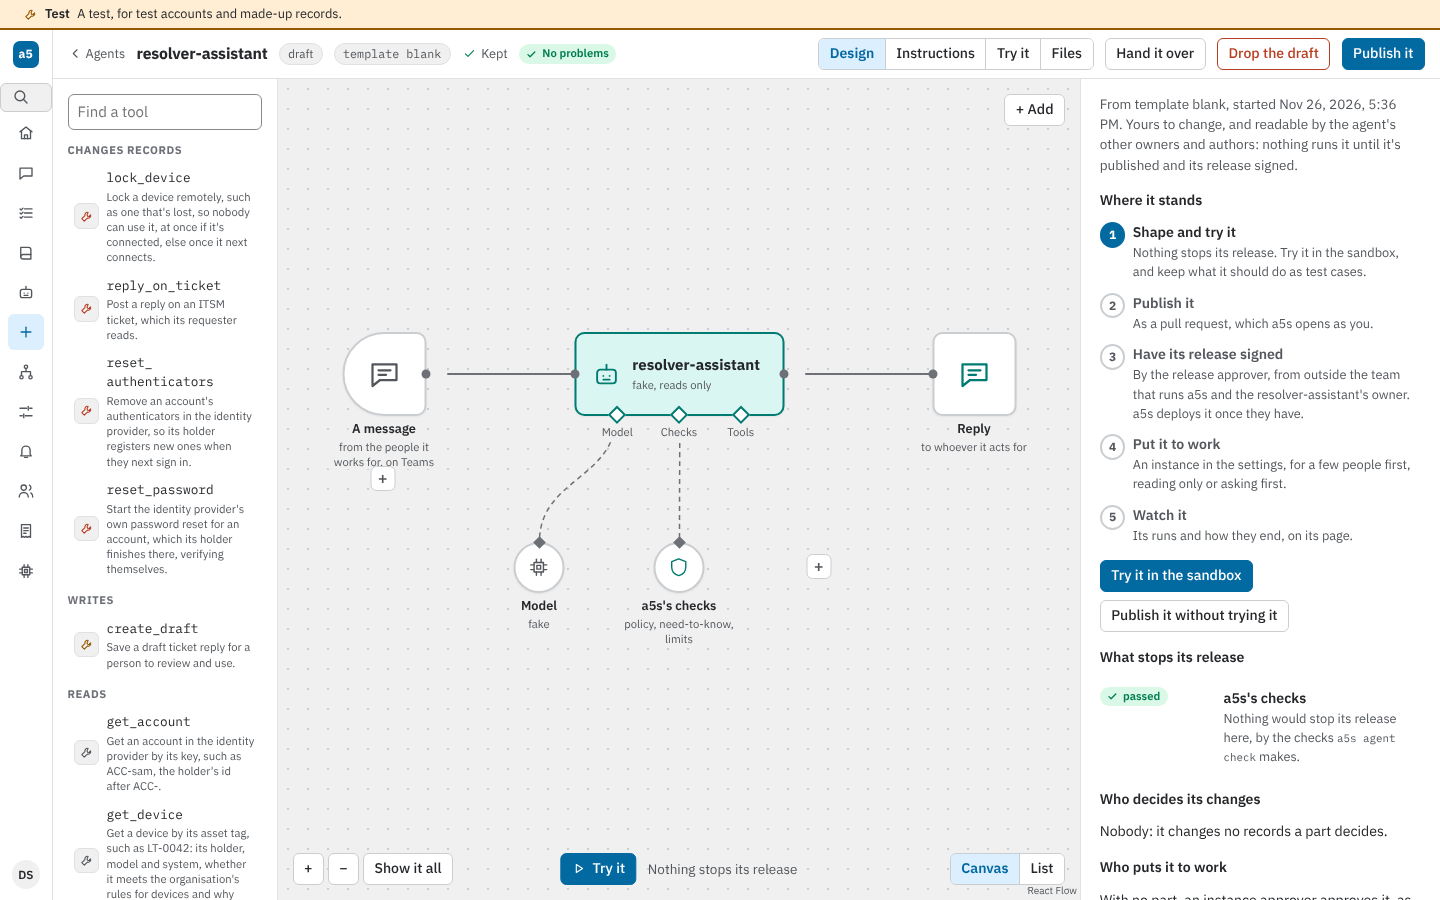 Test A test, for test accounts and made-up records.
a5
Agents
resolver-assistant
draft
template blank
Kept
No problems
Design
Instructions
Try it
Files
Hand it over
Drop the draft
Publish it
Find a tool
CHANGES RECORDS
lock_device
Lock a device remotely, such
as one that's lost, so nobody
can use it, at once if it's
connected, else once it next
connects.
reply_on_ticket
Post a reply on an ITSM
ticket, which its requester
reads.
reset_
authenticators
Remove an account's
authenticators in the identity
provider, so its holder
registers new ones when
they next sign in.
reset_password
Start the identity provider's
own password reset for an
account, which its holder
finishes there, verifying
themselves.
WRITES
create_draft
Save a draft ticket reply for a
person to review and use.
READS
get_account
Get an account in the identity
provider by its key, such as
ACC-sam, the holder's id
after ACC-.
get_device
Get a device by its asset tag,
such as LT-0042: its holder,
model and system, whether
it meets the organisation's
rules for devices and why
DS
+ Add
A message
from the people it
works for, on Teams
+
resolver-assistant
fake, reads only
Model
Checks
Tools
Reply
to whoever it acts for
Model
fake
a5s's checks
policy, need-to-know,
limits
+
+
−
Show it all
Try it
Nothing stops its release
Canvas
List
React Flow
From template blank, started Nov 26, 2026, 5:36
PM. Yours to change, and readable by the agent's
other owners and authors: nothing runs it until it's
published and its release signed.
Where it stands
1
Shape and try it
Nothing stops its release. Try it in the sandbox,
and keep what it should do as test cases.
2
Publish it
As a pull request, which a5s opens as you.
3
Have its release signed
By the release approver, from outside the team
that runs a5s and the resolver-assistant's owner.
a5s deploys it once they have.
4
Put it to work
An instance in the settings, for a few people first,
reading only or asking first.
5
Watch it
Its runs and how they end, on its page.
Try it in the sandbox
Publish it without trying it
What stops its release
passed
a5s's checks
Nothing would stop its release
here, by the checks a5s agent
check makes.
Who decides its changes
Nobody: it changes no records a part decides.
Who puts it to work
With no part, an instance approver approves it, as